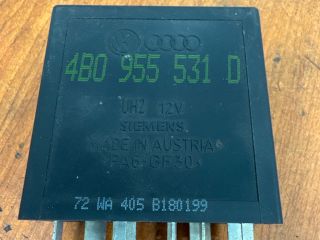 4B0 955 531 D
UHZ 12V
SIEMENS
MADE IN AUSTRIA
PA6-GF30
72 WA 405 B180199